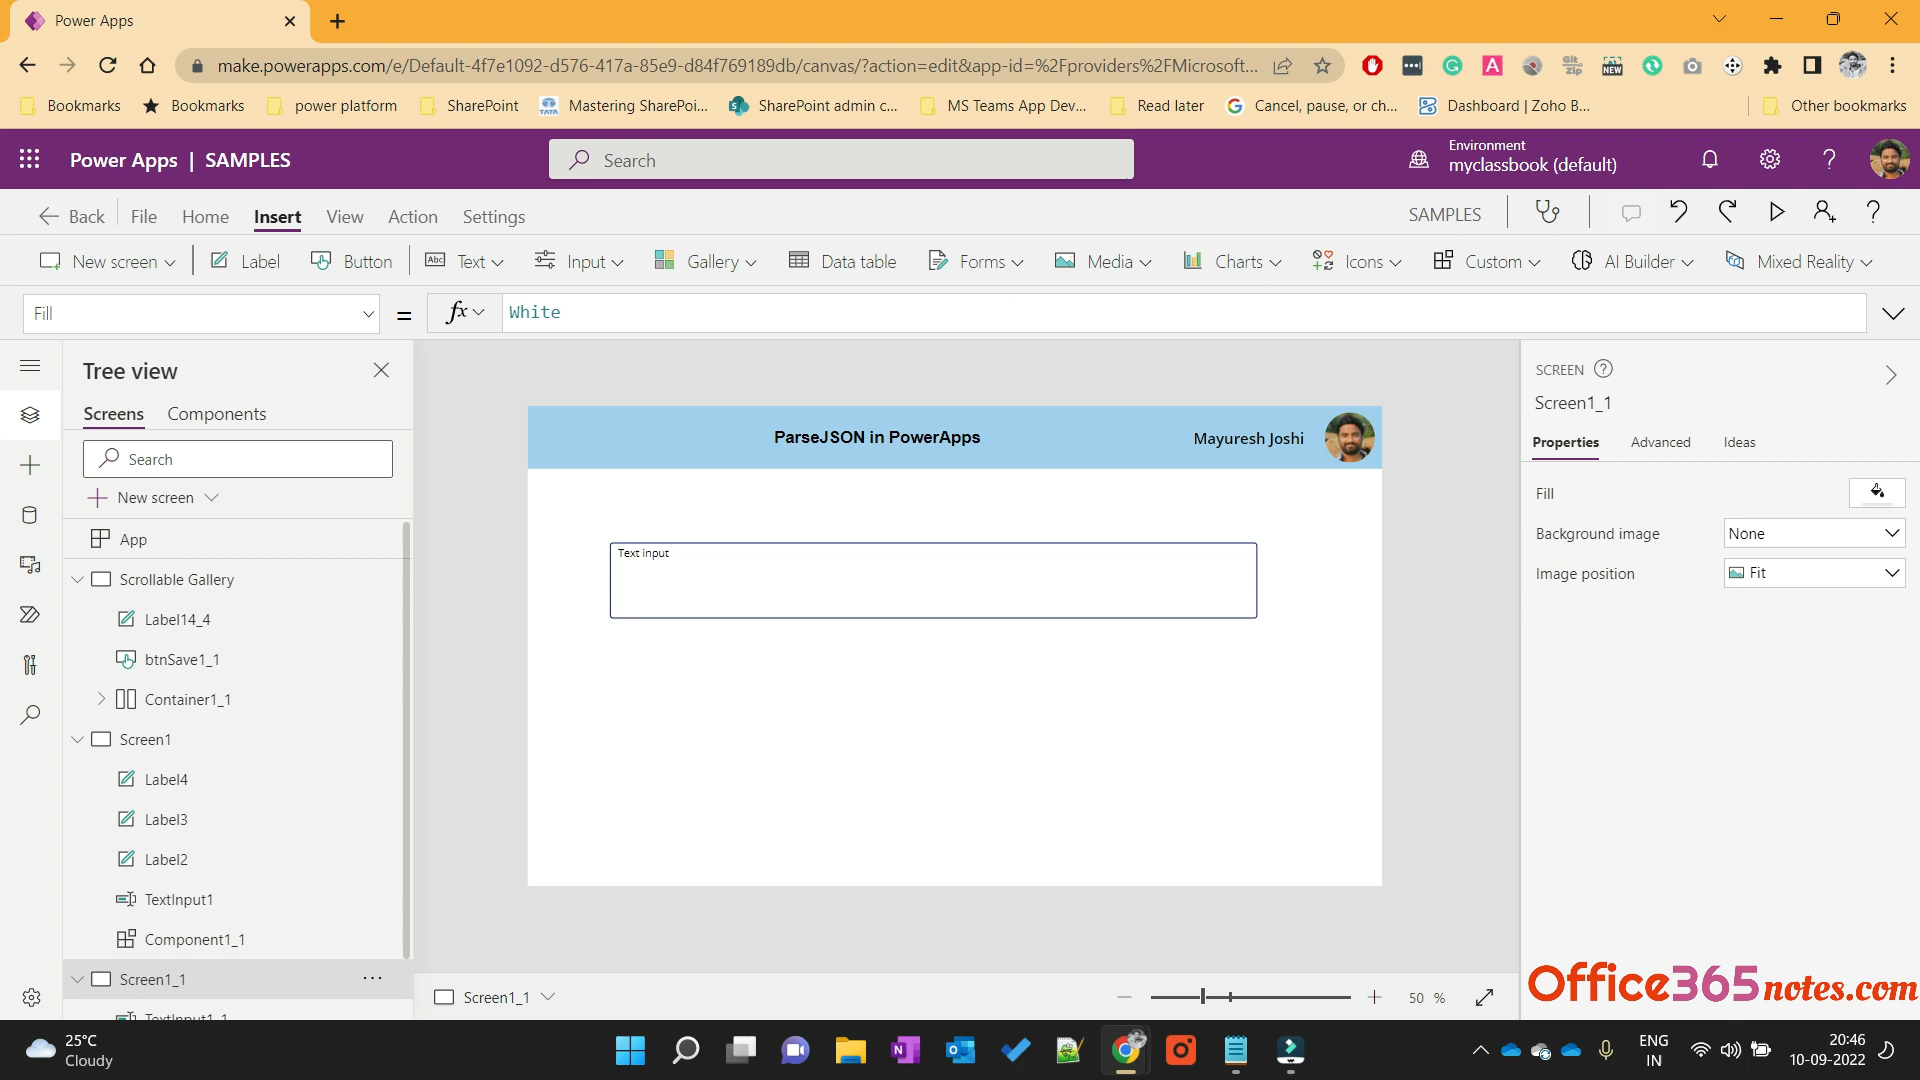 Power Apps
make.powerapps.com/e/Default-4f7e1092-d576-417a-85e9-d84f769189db/canvas/?action=edit&app-id=%2Fproviders%2FMicrosoft...
Bookmarks Bookmarks power platform SharePoint Mastering SharePoi... SharePoint admin c... MS Teams App Dev... Read later Cancel, pause, or ch... Dashboard | Zoho B... Other bookmarks
Power Apps | SAMPLES
Search
Environment
myclassbook (default)
Back File Home Insert View Action Settings
SAMPLES
New screen Label Button Text Input Gallery Data table Forms Media Charts Icons Custom AI Builder Mixed Reality
Fill = fx White
Tree view
Screens Components
Search
New screen
App
Scrollable Gallery
Label14_4
btnSave1_1
Container1_1
Screen1
Label4
Label3
Label2
TextInput1
Component1_1
Screen1_1
TextInput1_1
ParseJSON in PowerApps
Mayuresh Joshi
Text input
Screen1_1
50 %
SCREEN
Screen1_1
Properties Advanced Ideas
Fill
Background image None
Image position Fit
Office365notes.com
25°C
Cloudy
ENG
IN
20:46
10-09-2022